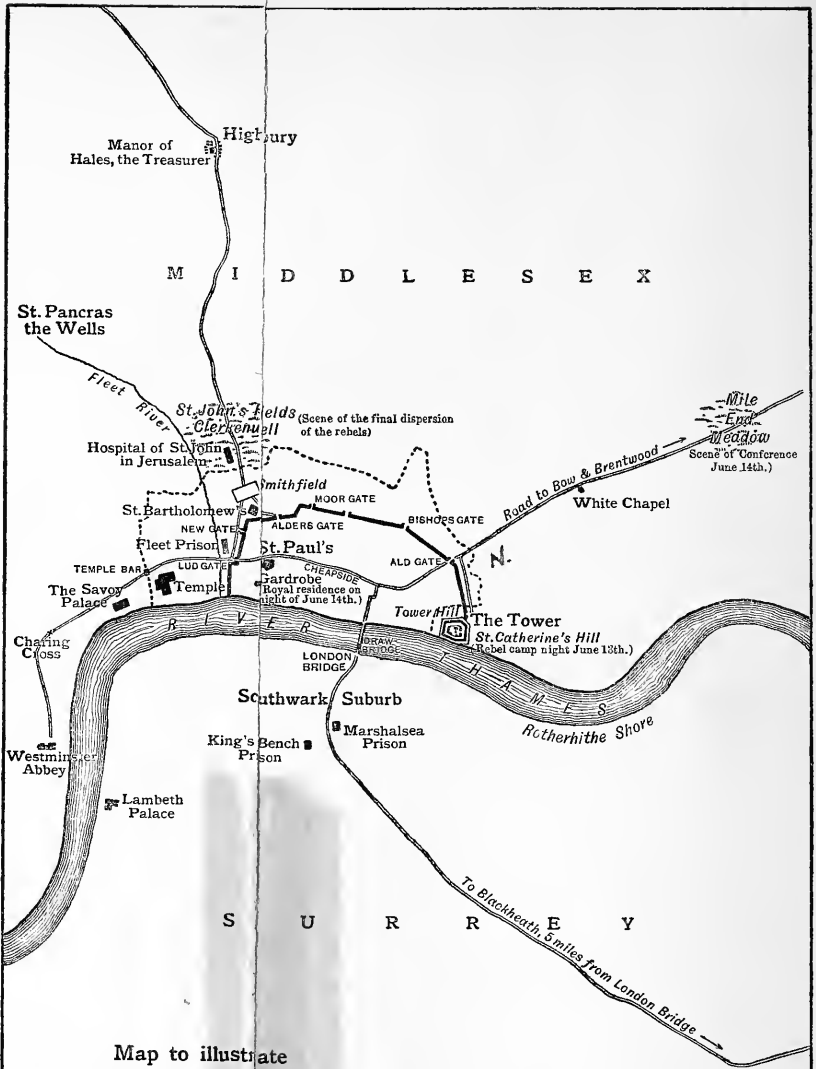 Highbury
Manor of
Hales, the Treasurer
MIDDLESEX
St. Pancras
the Wells
Fleet River
St. John's Fields
Clerkenwell
(Scene of the final dispersion
of the rebels)
Mile
End
Meadow
Scene of Conference
June 14th.)
Hospital of St. John
in Jerusalem
Smithfield
Road to Bow & Brentwood
White Chapel
St. Bartholomew's
MOOR GATE
ALDERS GATE
BISHOPS GATE
NEW GATE
Fleet Prison
St. Paul's
ALD GATE
N.
TEMPLE BAR
LUD GATE
CHEAPSIDE
The Savoy
Palace
Temple
Gardrobe
(Royal residence on
night of June 14th.)
Tower Hill
The Tower
St. Catherine's Hill
(Rebel camp night June 13th.)
Charing
Cross
RIVER THAMES
DRAW
BRIDGE
LONDON
BRIDGE
Southwark Suburb
Rotherhithe Shore
Marshalsea
Prison
King's Bench
Prison
Westminster
Abbey
Lambeth
Palace
SURREY
To Blackheath, 5 miles from London Bridge
Map to illustrate